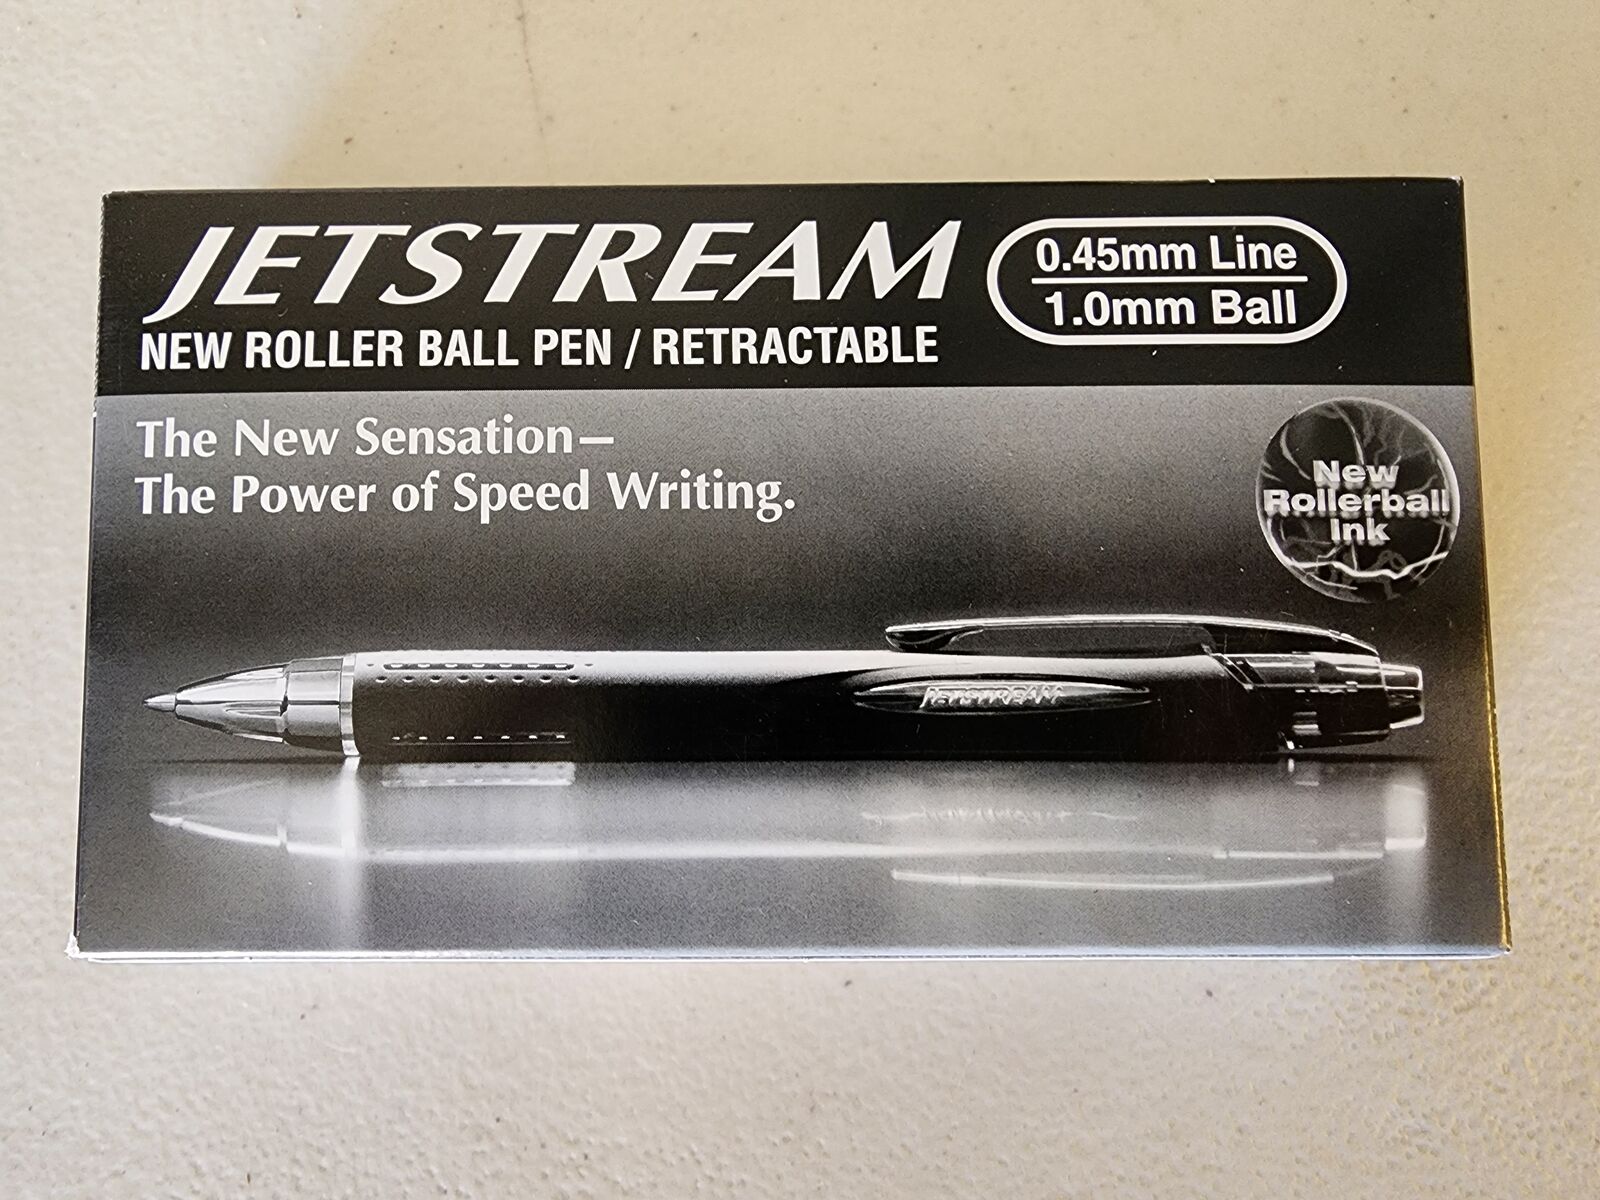 JETSTREAM
NEW ROLLER BALL PEN / RETRACTABLE
0.45mm Line
1.0mm Ball
The New Sensation—
The Power of Speed Writing.
New
Rollerball
Ink
JETSTREAM